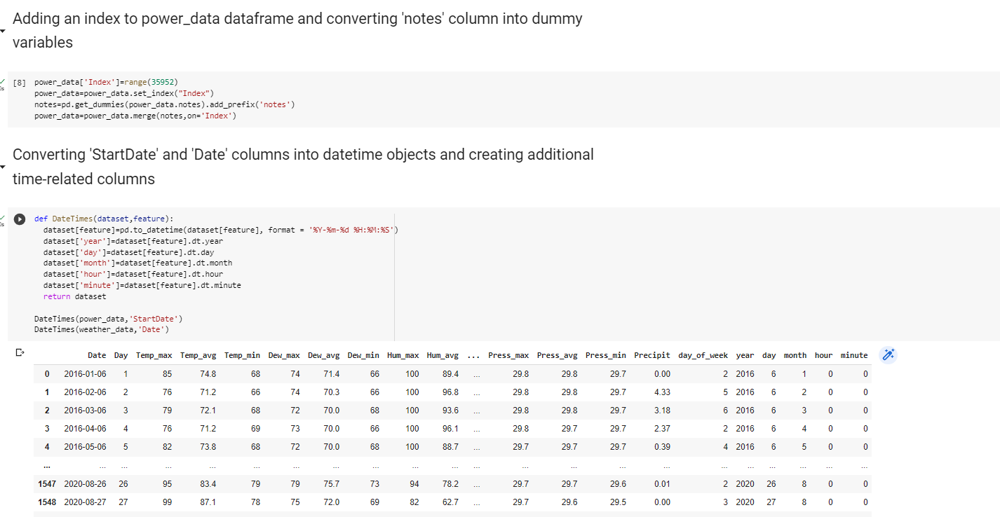 Adding an index to power_data dataframe and converting 'notes' column into dummy
variables
[8] power_data['Index']=range(35952)
power_data=power_data.set_index("Index")
notes=pd.get_dummies(power_data.notes).add_prefix('notes')
power_data=power_data.merge(notes,on='Index')
0s
Converting 'StartDate' and 'Date' columns into datetime objects and creating additional
time-related columns
def DateTimes(dataset,feature):
dataset[feature]=pd.to_datetime(dataset[feature], format = '%Y-%m-%d %H:%M:%S')
dataset['year']=dataset[feature].dt.year
dataset['day']=dataset[feature].dt.day
dataset['month']=dataset[feature].dt.month
dataset['hour']=dataset[feature].dt.hour
dataset['minute']=dataset[feature].dt.minute
return dataset
DateTimes(power_data,'StartDate')
DateTimes(weather_data,'Date')
0s
Date Day Temp_max Temp_avg Temp_min Dew_max Dew_avg Dew_min Hum_max Hum_avg ... Press_max Press_avg Press_min Precipit day_of_week year day month hour minute
0 2016-01-06 1 85 74.8 68 74 71.4 66 100 89.4 ... 29.8 29.8 29.7 0.00 2 2016 6 1 0 0
1 2016-02-06 2 76 71.2 66 74 70.3 66 100 96.8 ... 29.8 29.8 29.7 4.33 5 2016 6 2 0 0
2 2016-03-06 3 79 72.1 68 72 70.0 68 100 93.6 ... 29.8 29.8 29.7 3.18 6 2016 6 3 0 0
3 2016-04-06 4 76 71.2 69 73 70.0 66 100 96.1 ... 29.8 29.7 29.7 2.37 2 2016 6 4 0 0
4 2016-05-06 5 82 73.8 68 72 70.0 68 100 88.7 ... 29.7 29.7 29.7 0.39 4 2016 6 5 0 0
... ... ... ... ... ... ... ... ... ... ... ... ... ... ... ... ... ... ... ... ... ...
1547 2020-08-26 26 95 83.4 79 79 75.7 73 94 78.2 ... 29.7 29.7 29.6 0.01 2 2020 26 8 0 0
1548 2020-08-27 27 99 87.1 78 75 72.0 69 82 62.7 ... 29.7 29.6 29.5 0.00 3 2020 27 8 0 0